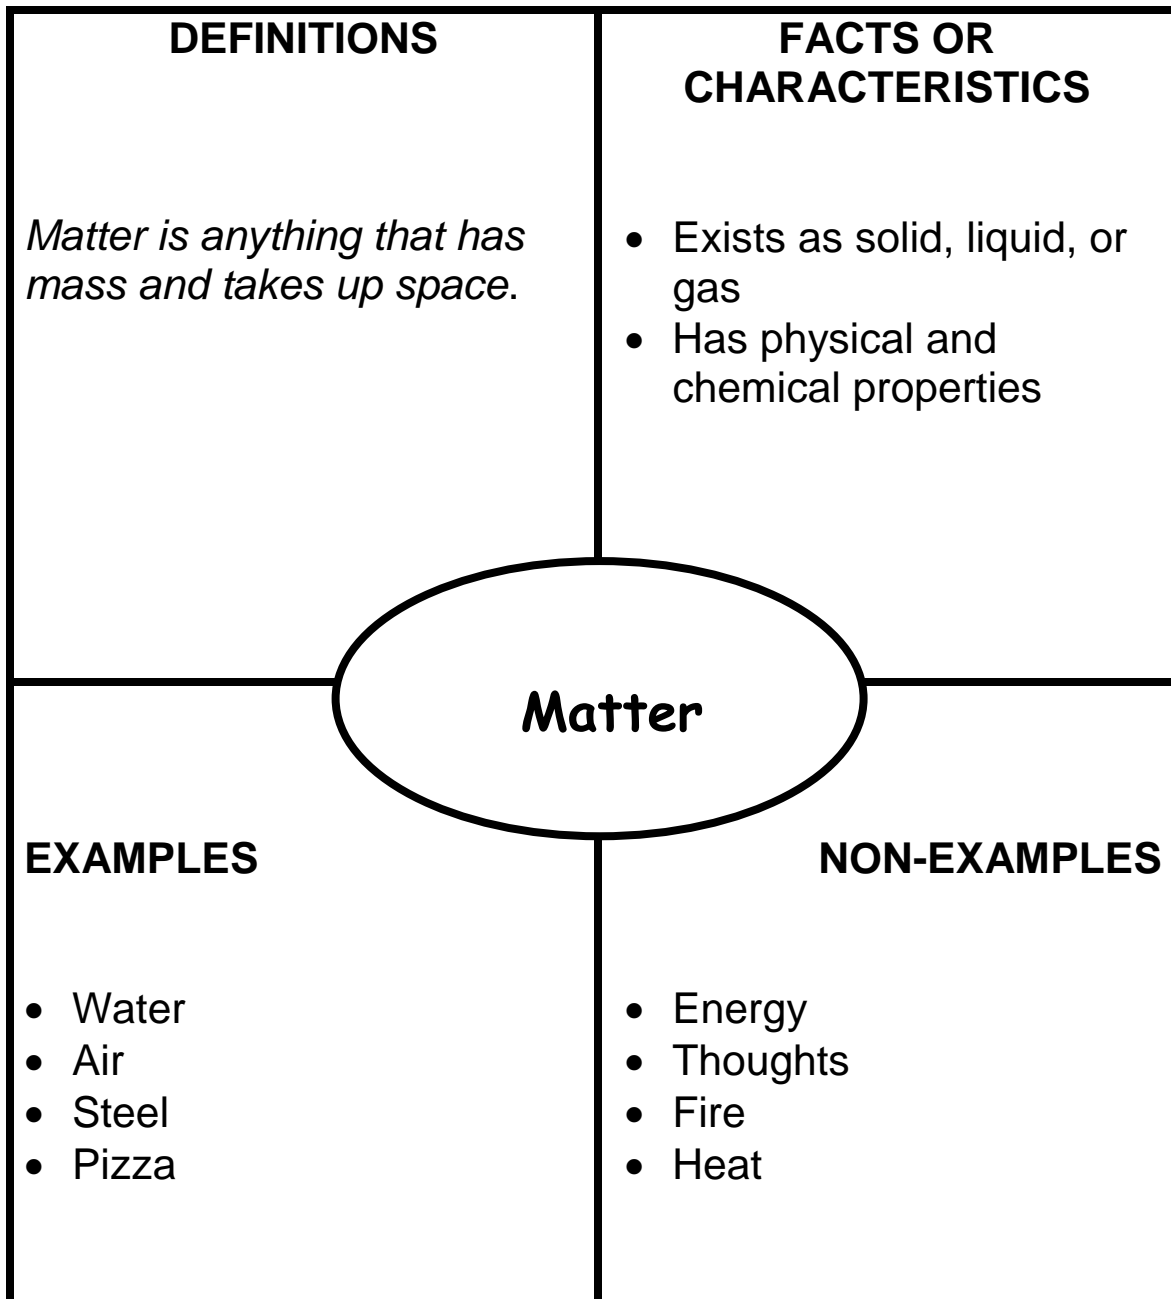 DEFINITIONS
Matter is anything that has
mass and takes up space.
FACTS OR
CHARACTERISTICS
• Exists as solid, liquid, or
gas
• Has physical and
chemical properties
Matter
EXAMPLES
• Water
• Air
• Steel
• Pizza
NON-EXAMPLES
• Energy
• Thoughts
• Fire
• Heat